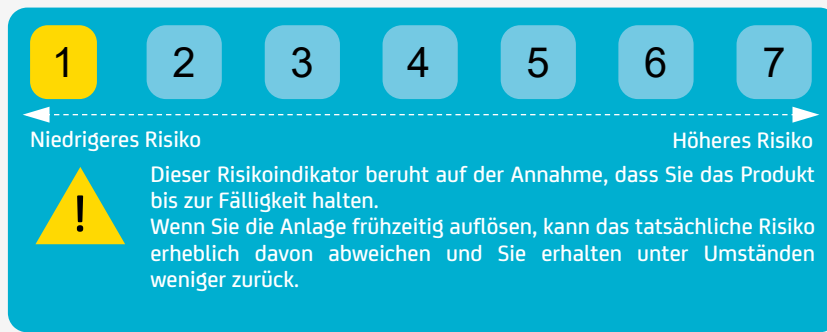 1 2 3 4 5 6 7
Niedrigeres Risiko Höheres Risiko
Dieser Risikoindikator beruht auf der Annahme, dass Sie das Produkt
bis zur Fälligkeit halten.
Wenn Sie die Anlage frühzeitig auflösen, kann das tatsächliche Risiko
erheblich davon abweichen und Sie erhalten unter Umständen
weniger zurück.
!